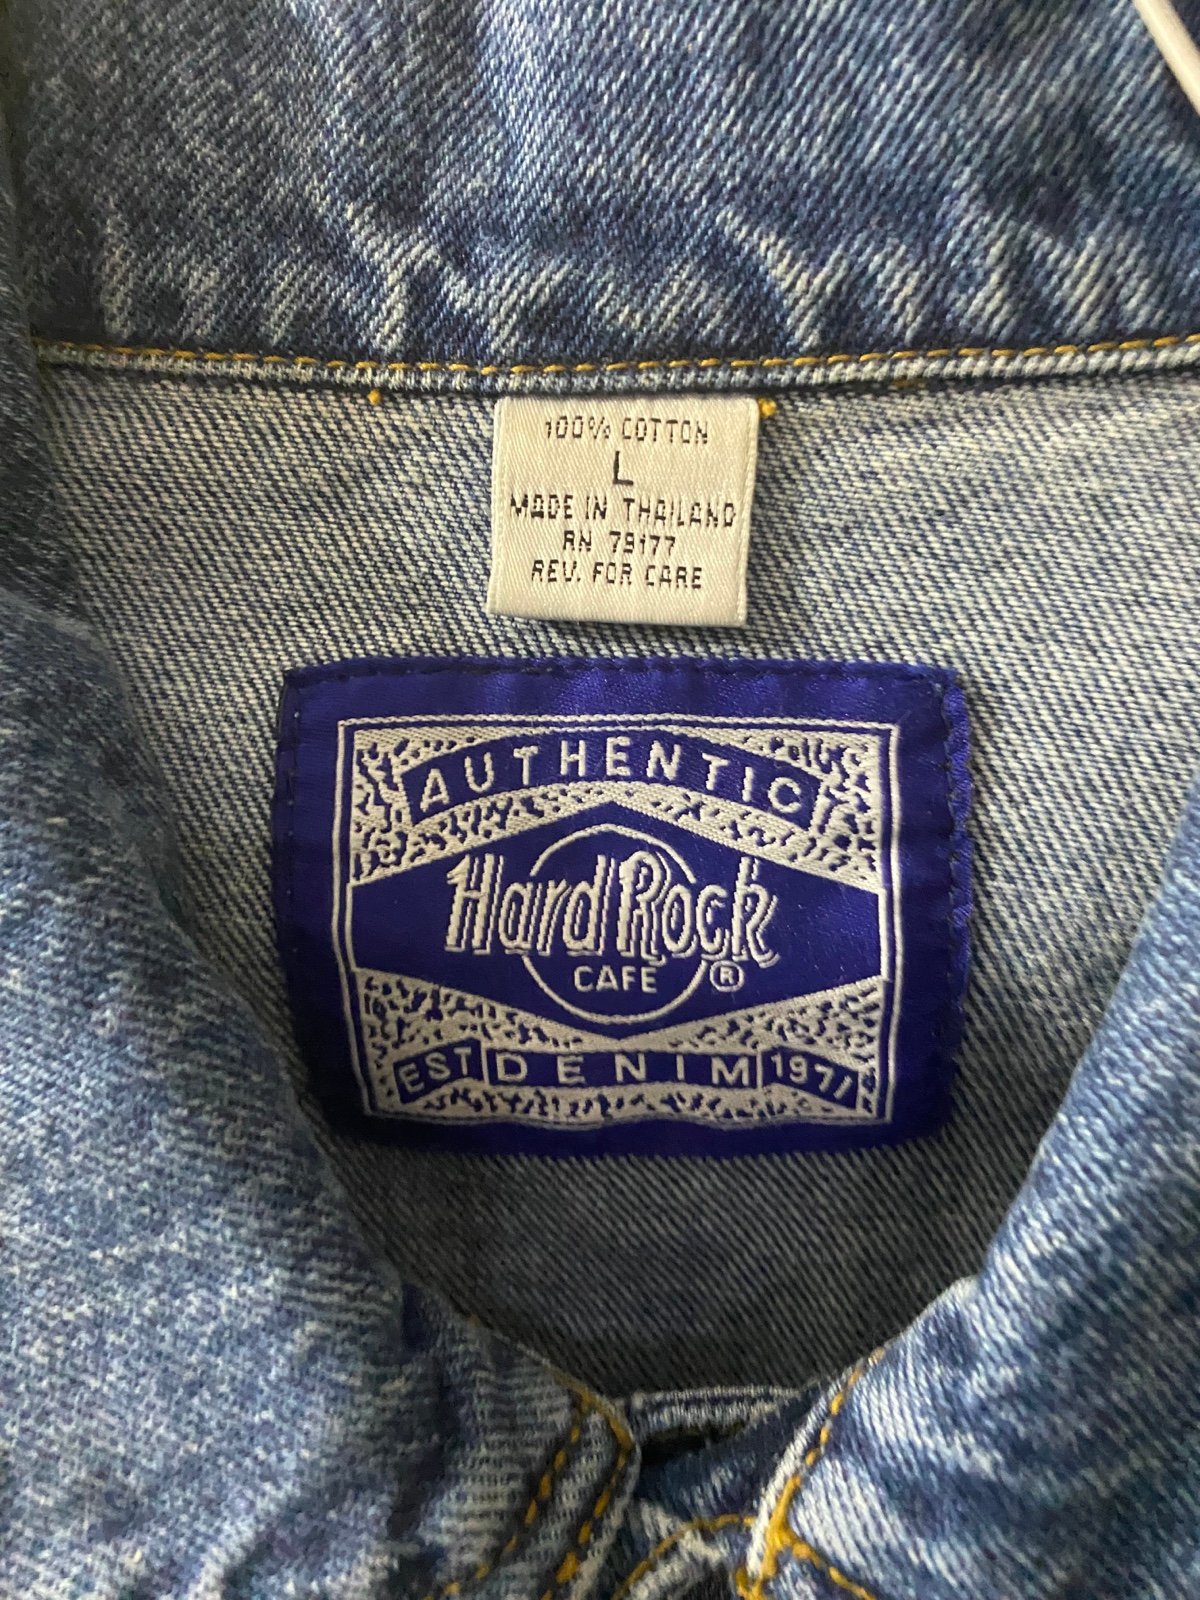 100% COTTON
L
MADE IN THAILAND
RN 79177
REV. FOR CARE
AUTHENTIC
Hard Rock
CAFE ®
EST DENIM 1971